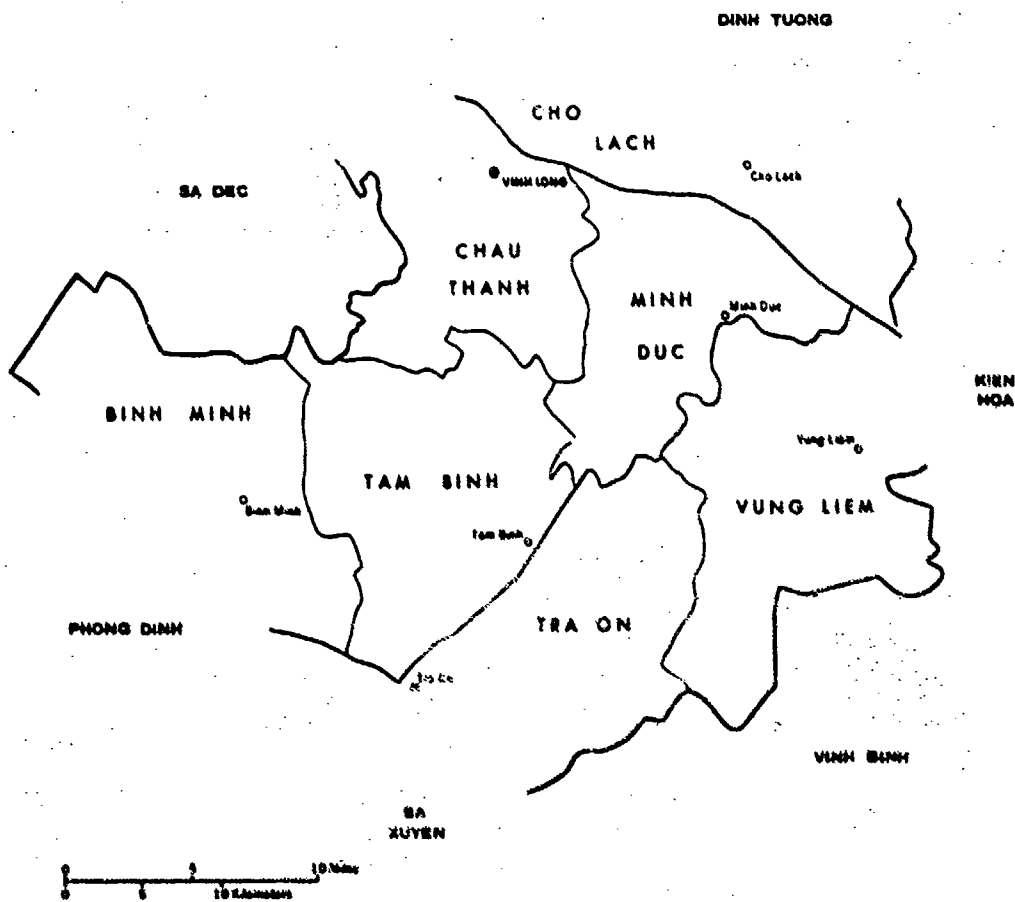 DINH TUONG
CHO
LACH
Cho Lach
VINH LONG
SA DEC
CHAU
THANH
MINH
DUC
Minh Duc
KIEN
HOA
BINH MINH
Vung Liem
TAM BINH
VUNG LIEM
Binh Minh
Tam Binh
TRA ON
PHONG DINH
VINH BINH
BA
XUYEN
0 5 10 Miles
0 5 10 Kilometers